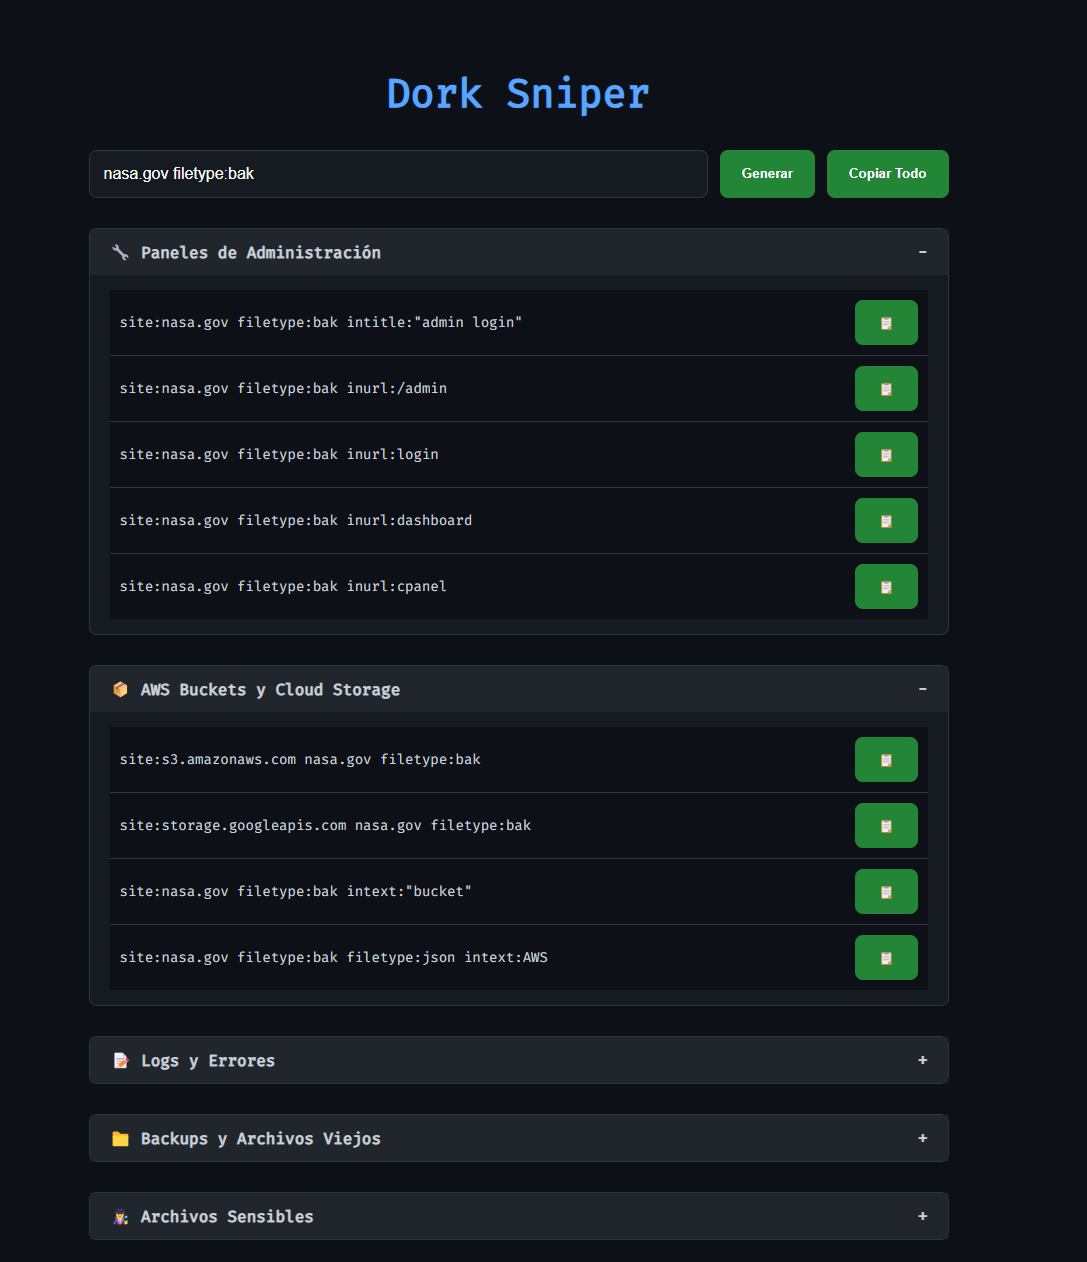 Dork Sniper
nasa.gov filetype:bak
Generar
Copiar Todo
Paneles de Administración
−
site:nasa.gov filetype:bak intitle:"admin login"
site:nasa.gov filetype:bak inurl:/admin
site:nasa.gov filetype:bak inurl:login
site:nasa.gov filetype:bak inurl:dashboard
site:nasa.gov filetype:bak inurl:cpanel
AWS Buckets y Cloud Storage
−
site:s3.amazonaws.com nasa.gov filetype:bak
site:storage.googleapis.com nasa.gov filetype:bak
site:nasa.gov filetype:bak intext:"bucket"
site:nasa.gov filetype:bak filetype:json intext:AWS
Logs y Errores
+
Backups y Archivos Viejos
+
Archivos Sensibles
+